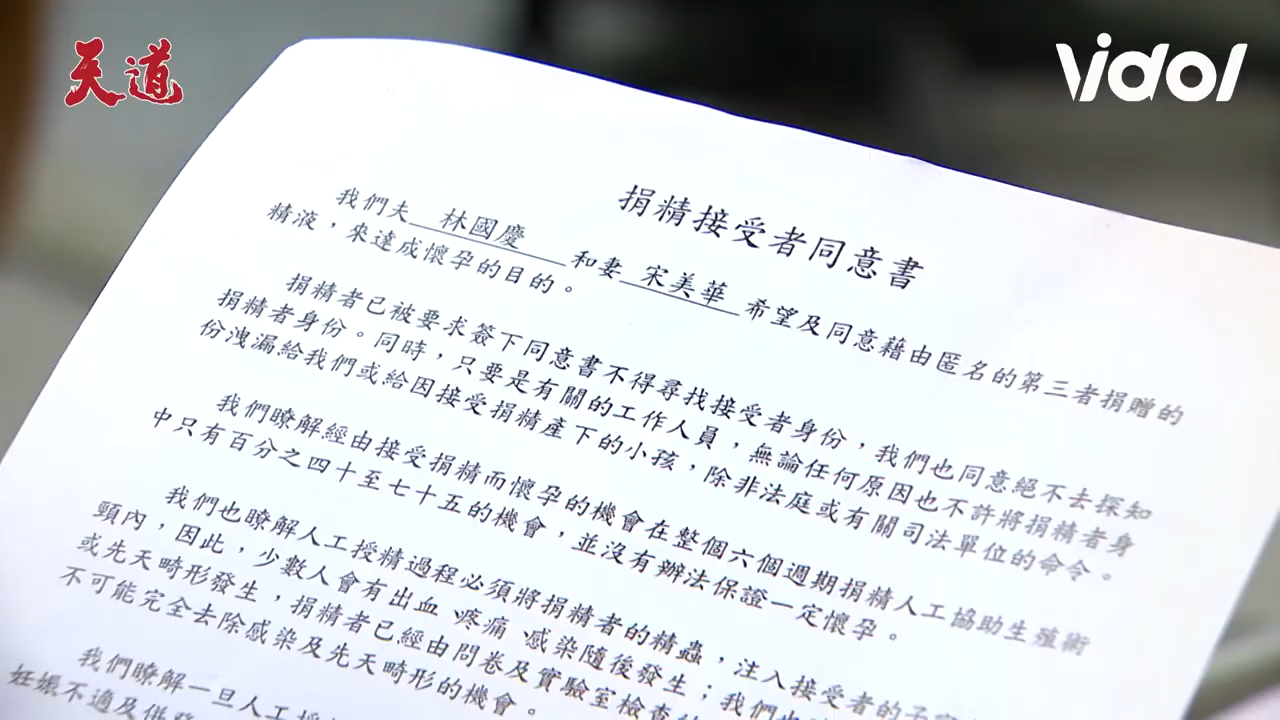 天道
Vidol
捐精接受者同意書
我們夫 林國慶 和妻 宋美華 希望及同意藉由匿名的第三者捐贈的
精液，來達成懷孕的目的。
捐精者已被要求簽下同意書不得尋找接受者身份，我們也同意絕不去探知
捐精者身份。同時，只要是有關的工作人員，無論任何原因也不許將捐精者身
份洩漏給我們或給因接受捐精產下的小孩，除非法庭或有關司法單位的命令。
我們瞭解經由接受捐精而懷孕的機會在整個六個週期捐精人工協助生殖術
中只有百分之四十至七十五的機會，並沒有辦法保證一定懷孕。
我們也瞭解人工授精過程必須將捐精者的精蟲，注入接受者的子宮
頸內，因此，少數人會有出血、疼痛、感染隨後發生；我們也
或先天畸形發生，捐精者已經由問卷及實驗室檢查
不可能完全去除感染及先天畸形的機會。
我們瞭解一旦人工授
妊娠不適及併發